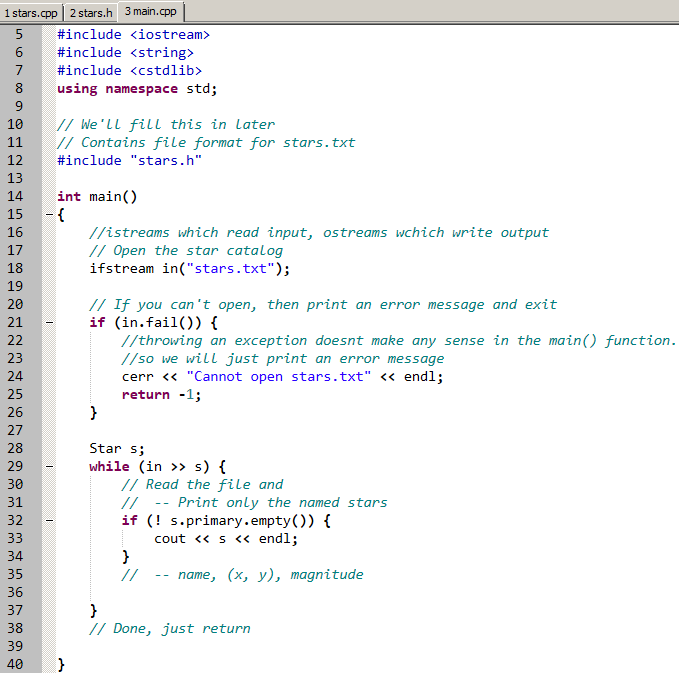 1 stars.cpp 2 stars.h 3 main.cpp
5 #include <iostream>
6 #include <string>
7 #include <cstdlib>
8 using namespace std;
9
10 // We'll fill this in later
11 // Contains file format for stars.txt
12 #include "stars.h"
13
14 int main()
15 {
16 //istreams which read input, ostreams wchich write output
17 // Open the star catalog
18 ifstream in("stars.txt");
19
20 // If you can't open, then print an error message and exit
21 if (in.fail()) {
22 //throwing an exception doesnt make any sense in the main() function.
23 //so we will just print an error message
24 cerr << "Cannot open stars.txt" << endl;
25 return -1;
26 }
27
28 Star s;
29 while (in >> s) {
30 // Read the file and
31 // -- Print only the named stars
32 if (! s.primary.empty()) {
33 cout << s << endl;
34 }
35 // -- name, (x, y), magnitude
36
37 }
38 // Done, just return
39
40 }